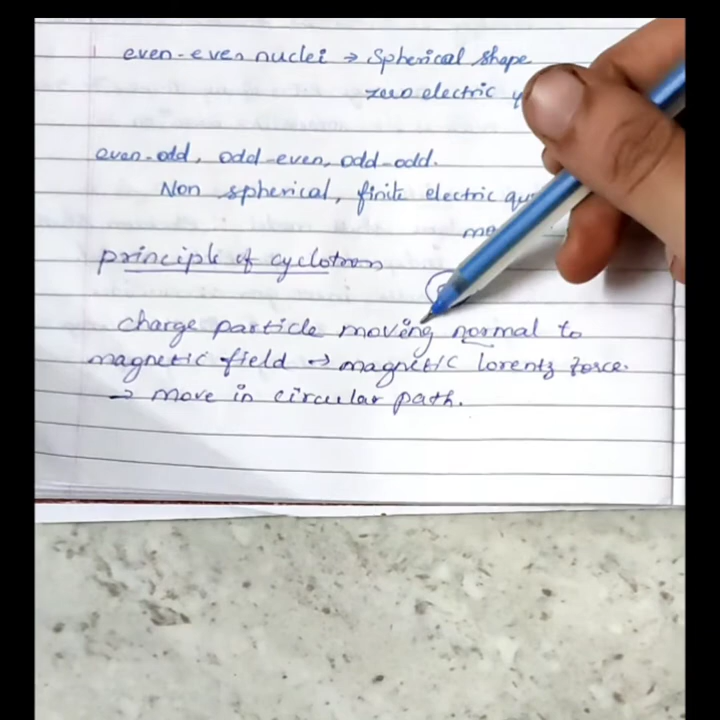 even-even nuclei → Spherical shape
zero electric
even-odd, odd-even, odd-odd.
Non spherical, finite electric
principle of cyclotron
charge particle moving normal to
magnetic field → magnetic lorentz force.
→ move in circular path.